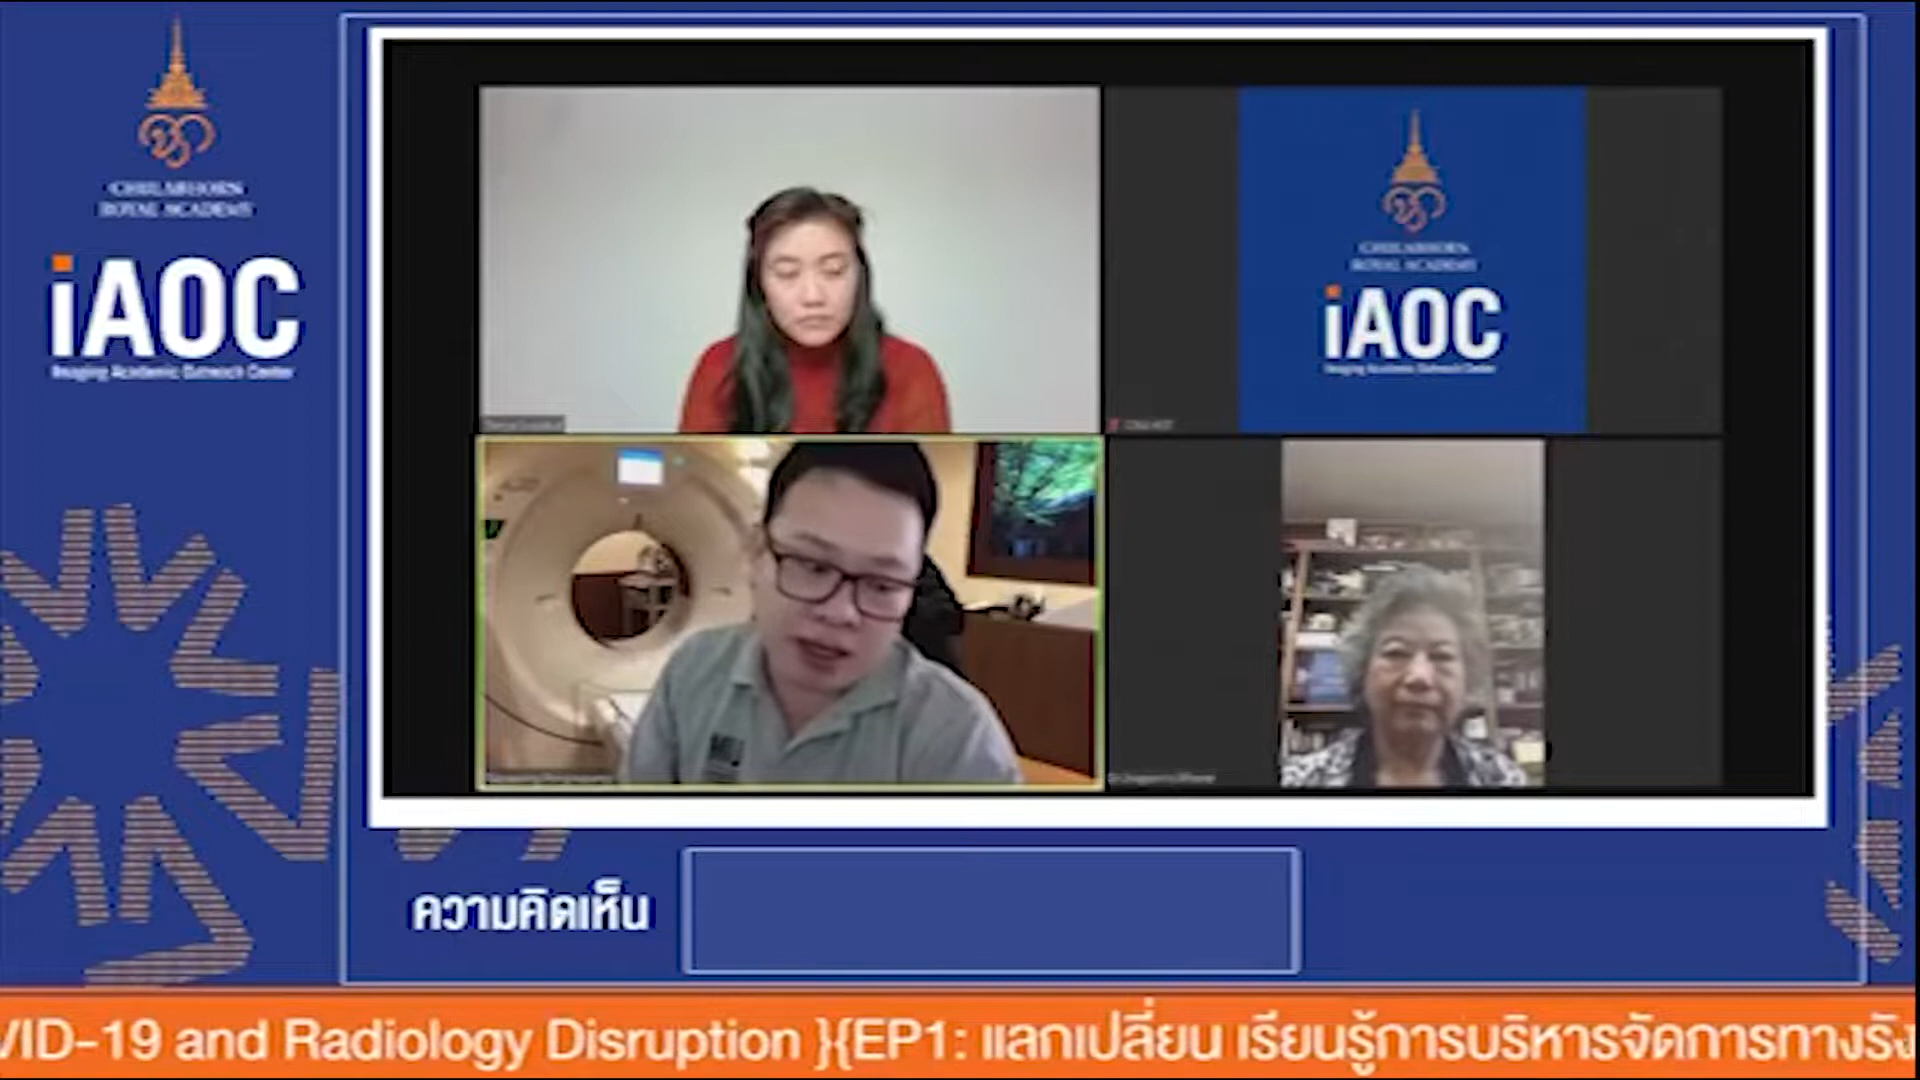 CHULABHORN
ROYAL ACADEMY
iAOC
Imaging Academic Outreach Center
CHULABHORN
ROYAL ACADEMY
iAOC
Imaging Academic Outreach Center
ความคิดเห็น
VID-19 and Radiology Disruption }{EP1: แลกเปลี่ยน เรียนรู้การบริหารจัดการทางรัง